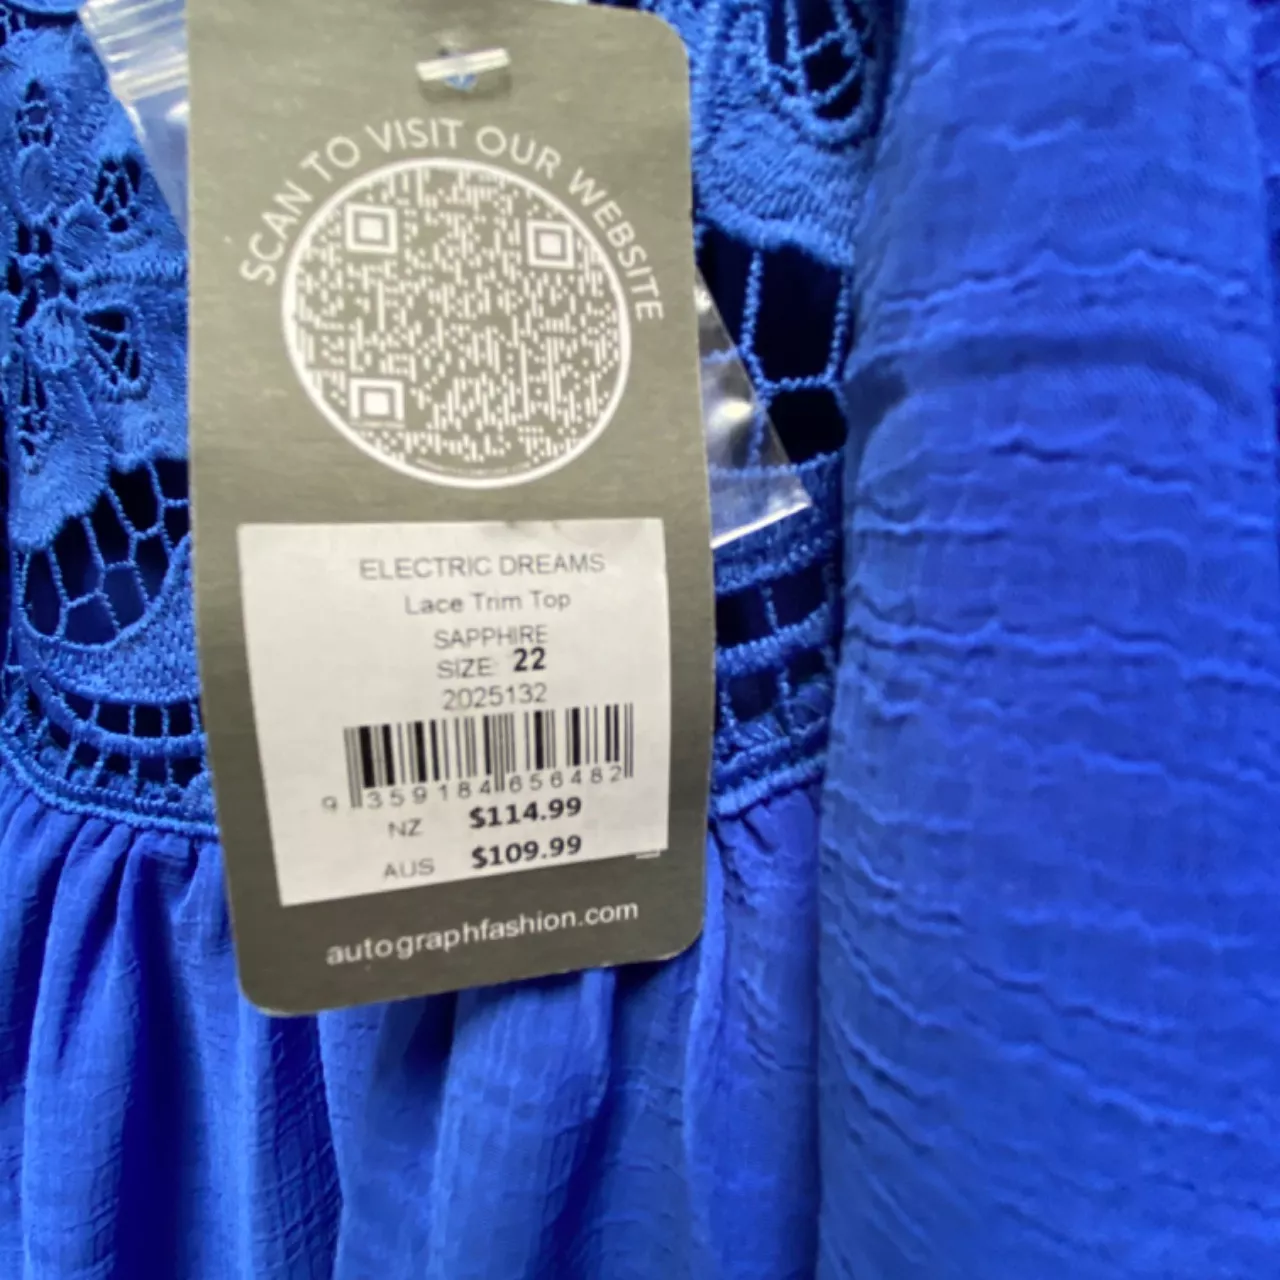 SCAN TO VISIT OUR WEBSITE
ELECTRIC DREAMS
Lace Trim Top
SAPPHIRE
SIZE: 22
2025132
9 359184 656482
NZ $114.99
AUS $109.99
autographfashion.com